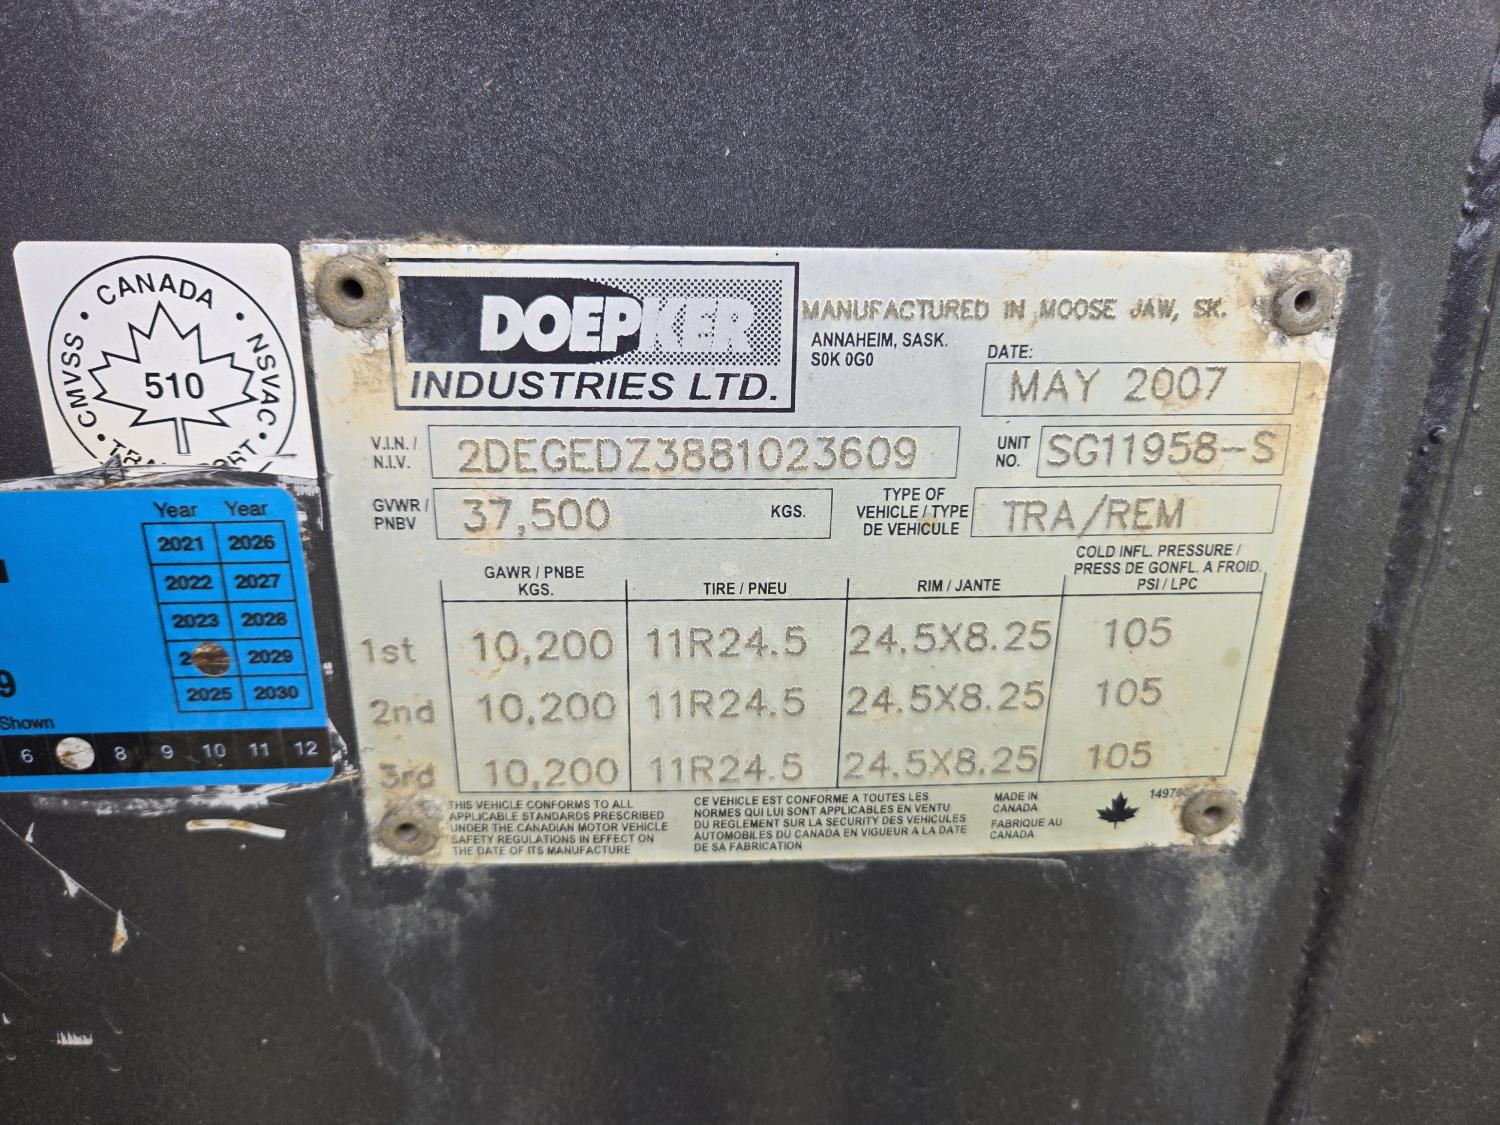 CANADA
CMVSS • NSVAC
510
Year Year
2021 2026
2022 2027
2023 2028
2029
2025 2030
9
Shown
6 8 9 10 11 12
DOEPKER
INDUSTRIES LTD.
MANUFACTURED IN MOOSE JAW, SK.
ANNAHEIM, SASK.
S0K 0G0
DATE:
MAY 2007
V.I.N. /
N.I.V.
2DEGEDZ3881023609
UNIT
NO.
SG11958-S
GVWR /
PNBV
37,500 KGS.
TYPE OF
VEHICLE / TYPE
DE VEHICULE
TRA/REM
GAWR / PNBE
KGS.
TIRE / PNEU
RIM / JANTE
COLD INFL. PRESSURE /
PRESS DE GONFL. A FROID.
PSI / LPC
1st 10,200 11R24.5 24.5X8.25 105
2nd 10,200 11R24.5 24.5X8.25 105
3rd 10,200 11R24.5 24.5X8.25 105
THIS VEHICLE CONFORMS TO ALL
APPLICABLE STANDARDS PRESCRIBED
UNDER THE CANADIAN MOTOR VEHICLE
SAFETY REGULATIONS IN EFFECT ON
THE DATE OF ITS MANUFACTURE
CE VEHICULE EST CONFORME A TOUTES LES
NORMES QUI LUI SONT APPLICABLES EN VENTU
DU REGLEMENT SUR LA SECURITY DES VEHICULES
AUTOMOBILES DU CANADA EN VIGUEUR A LA DATE
DE SA FABRICATION
MADE IN
CANADA
FABRIQUE AU
CANADA